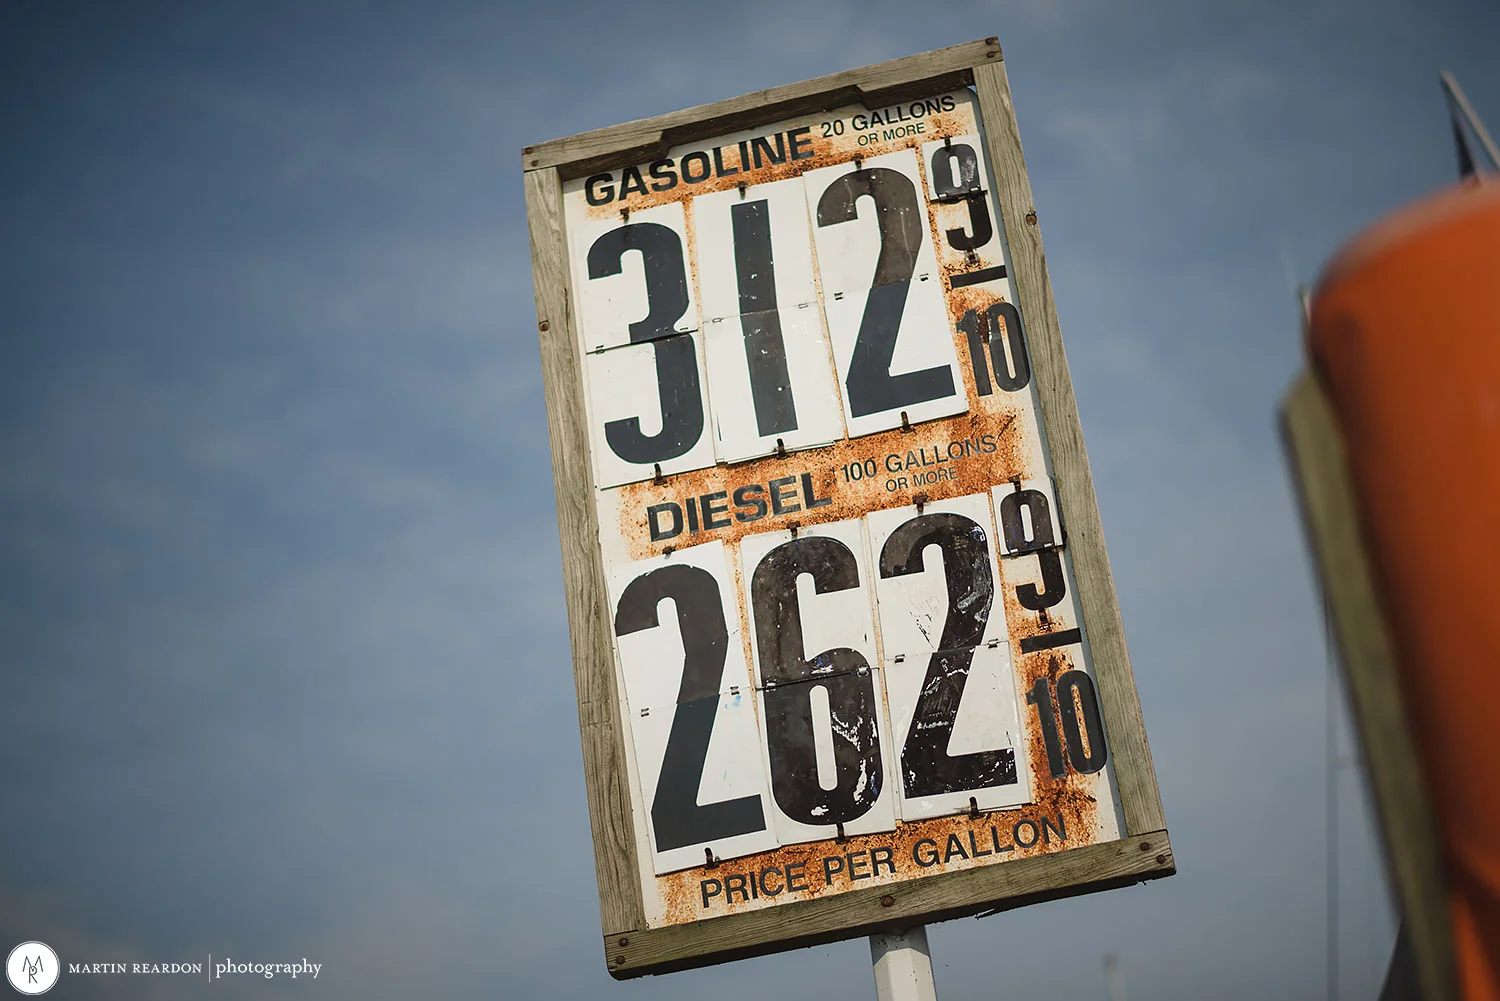 GASOLINE 20 GALLONS
OR MORE
312 9/10
DIESEL 100 GALLONS
OR MORE
262 9/10
PRICE PER GALLON
MR MARTIN REARDON | photography